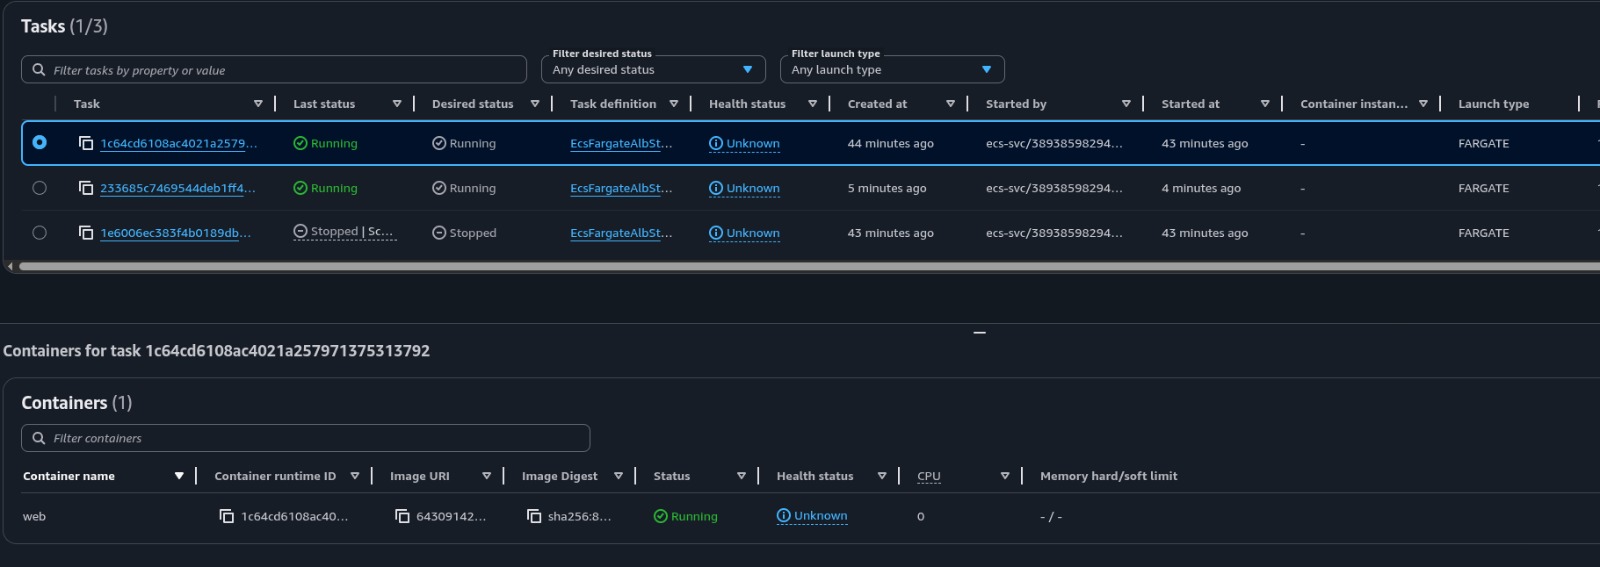 Tasks (1/3)
Filter desired status
Filter launch type
Filter tasks by property or value
Any desired status
Any launch type
Task Last status Desired status Task definition Health status Created at Started by Started at Container instan... Launch type
1c64cd6108ac4021a2579... Running Running EcsFargateAlbSt... Unknown 44 minutes ago ecs-svc/38938598294... 43 minutes ago - FARGATE
233685c7469544deb1ff4... Running Running EcsFargateAlbSt... Unknown 5 minutes ago ecs-svc/38938598294... 4 minutes ago - FARGATE
1e6006ec383f4b0189db... Stopped | Sc... Stopped EcsFargateAlbSt... Unknown 43 minutes ago ecs-svc/38938598294... 43 minutes ago - FARGATE
Containers for task 1c64cd6108ac4021a257971375313792
Containers (1)
Filter containers
Container name Container runtime ID Image URI Image Digest Status Health status CPU Memory hard/soft limit
web 1c64cd6108ac40... 64309142... sha256:8... Running Unknown 0 - / -